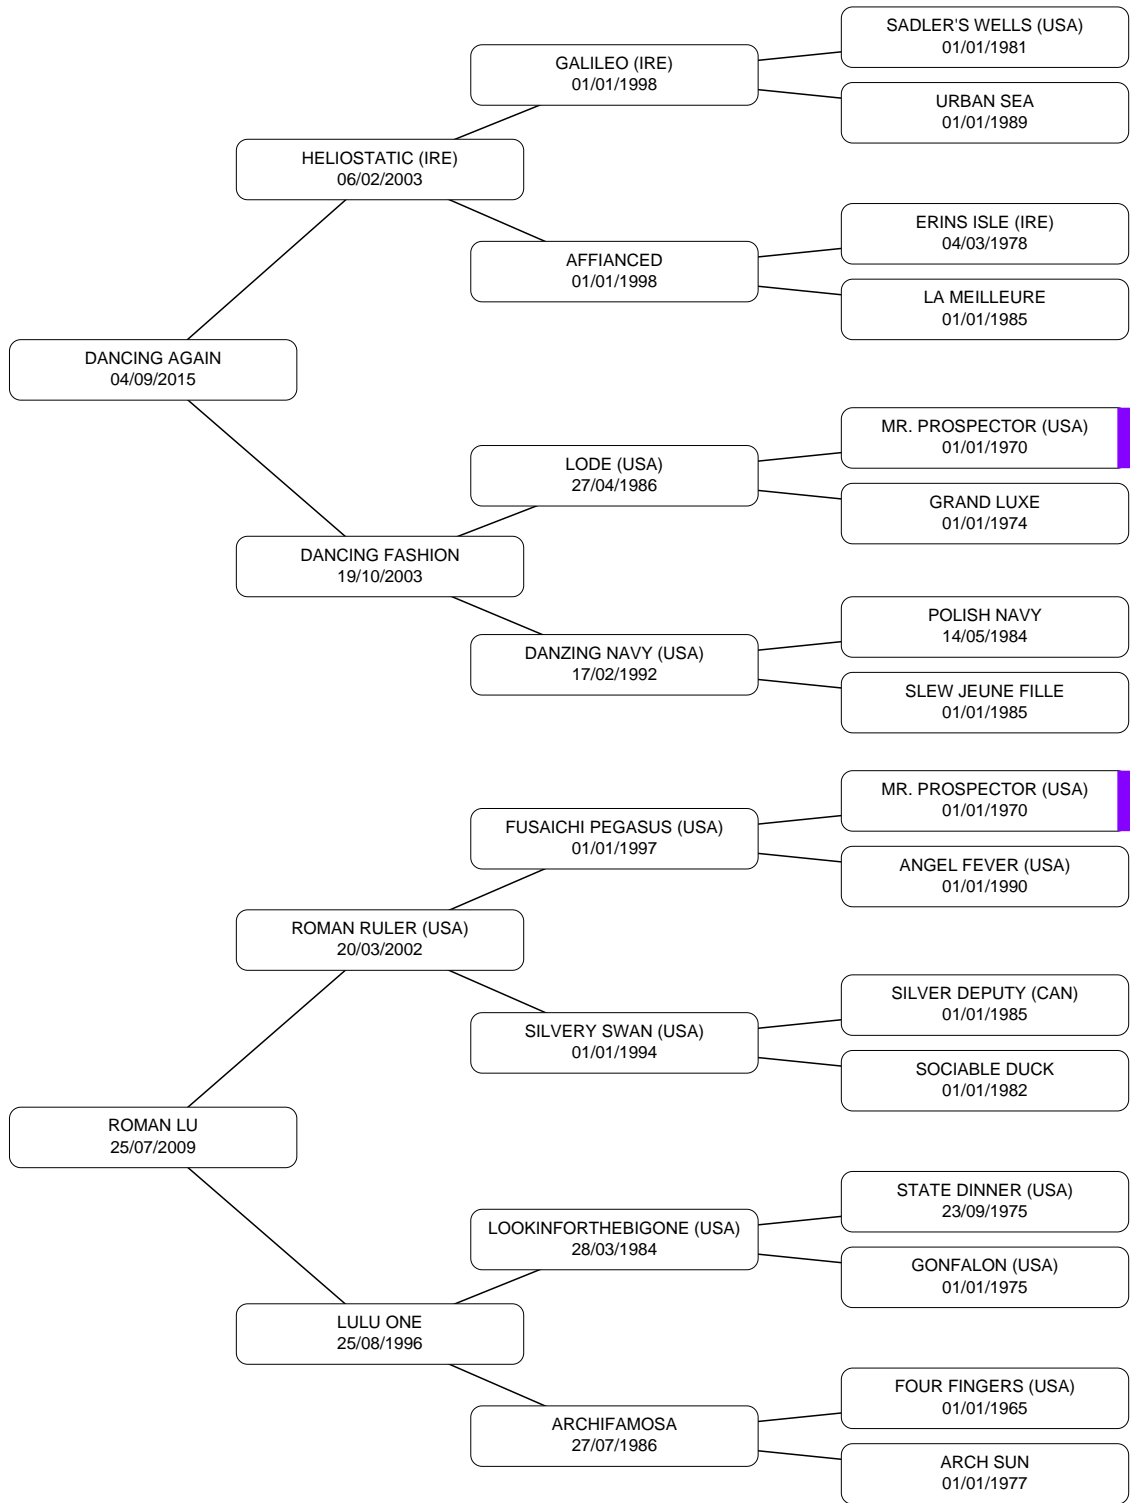 SADLER'S WELLS (USA)
01/01/1981
GALILEO (IRE)
01/01/1998
URBAN SEA
01/01/1989
HELIOSTATIC (IRE)
06/02/2003
ERINS ISLE (IRE)
04/03/1978
AFFIANCED
01/01/1998
LA MEILLEURE
01/01/1985
DANCING AGAIN
04/09/2015
MR. PROSPECTOR (USA)
01/01/1970
LODE (USA)
27/04/1986
GRAND LUXE
01/01/1974
DANCING FASHION
19/10/2003
POLISH NAVY
14/05/1984
DANZING NAVY (USA)
17/02/1992
SLEW JEUNE FILLE
01/01/1985
MR. PROSPECTOR (USA)
01/01/1970
FUSAICHI PEGASUS (USA)
01/01/1997
ANGEL FEVER (USA)
01/01/1990
ROMAN RULER (USA)
20/03/2002
SILVER DEPUTY (CAN)
01/01/1985
SILVERY SWAN (USA)
01/01/1994
SOCIABLE DUCK
01/01/1982
ROMAN LU
25/07/2009
STATE DINNER (USA)
23/09/1975
LOOKINFORTHEBIGONE (USA)
28/03/1984
GONFALON (USA)
01/01/1975
LULU ONE
25/08/1996
FOUR FINGERS (USA)
01/01/1965
ARCHIFAMOSA
27/07/1986
ARCH SUN
01/01/1977